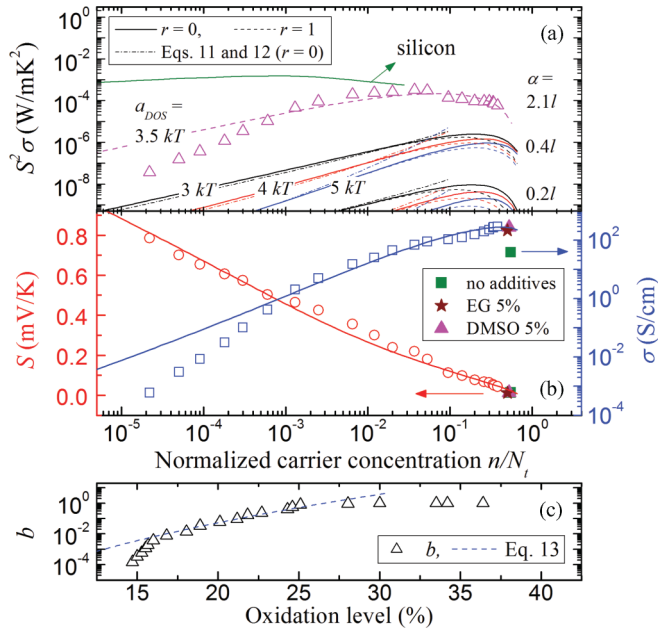 10^0
10^-2
10^-4
10^-6
10^-8
S^2 σ (W/mK^2)
r = 0, r = 1
Eqs. 11 and 12 (r = 0)
silicon
(a)
a_DOS =
3.5 kT
3 kT
4 kT
5 kT
α =
2.1l
0.4l
0.2l
0.8
0.6
0.4
0.2
0.0
S (mV/K)
no additives
EG 5%
DMSO 5%
(b)
10^2
10^0
10^-2
10^-4
σ (S/cm)
10^-5 10^-4 10^-3 10^-2 10^-1 10^0
Normalized carrier concentration n/N_t
10^0
10^-2
10^-4
b
(c)
b, Eq. 13
15 20 25 30 35 40
Oxidation level (%)